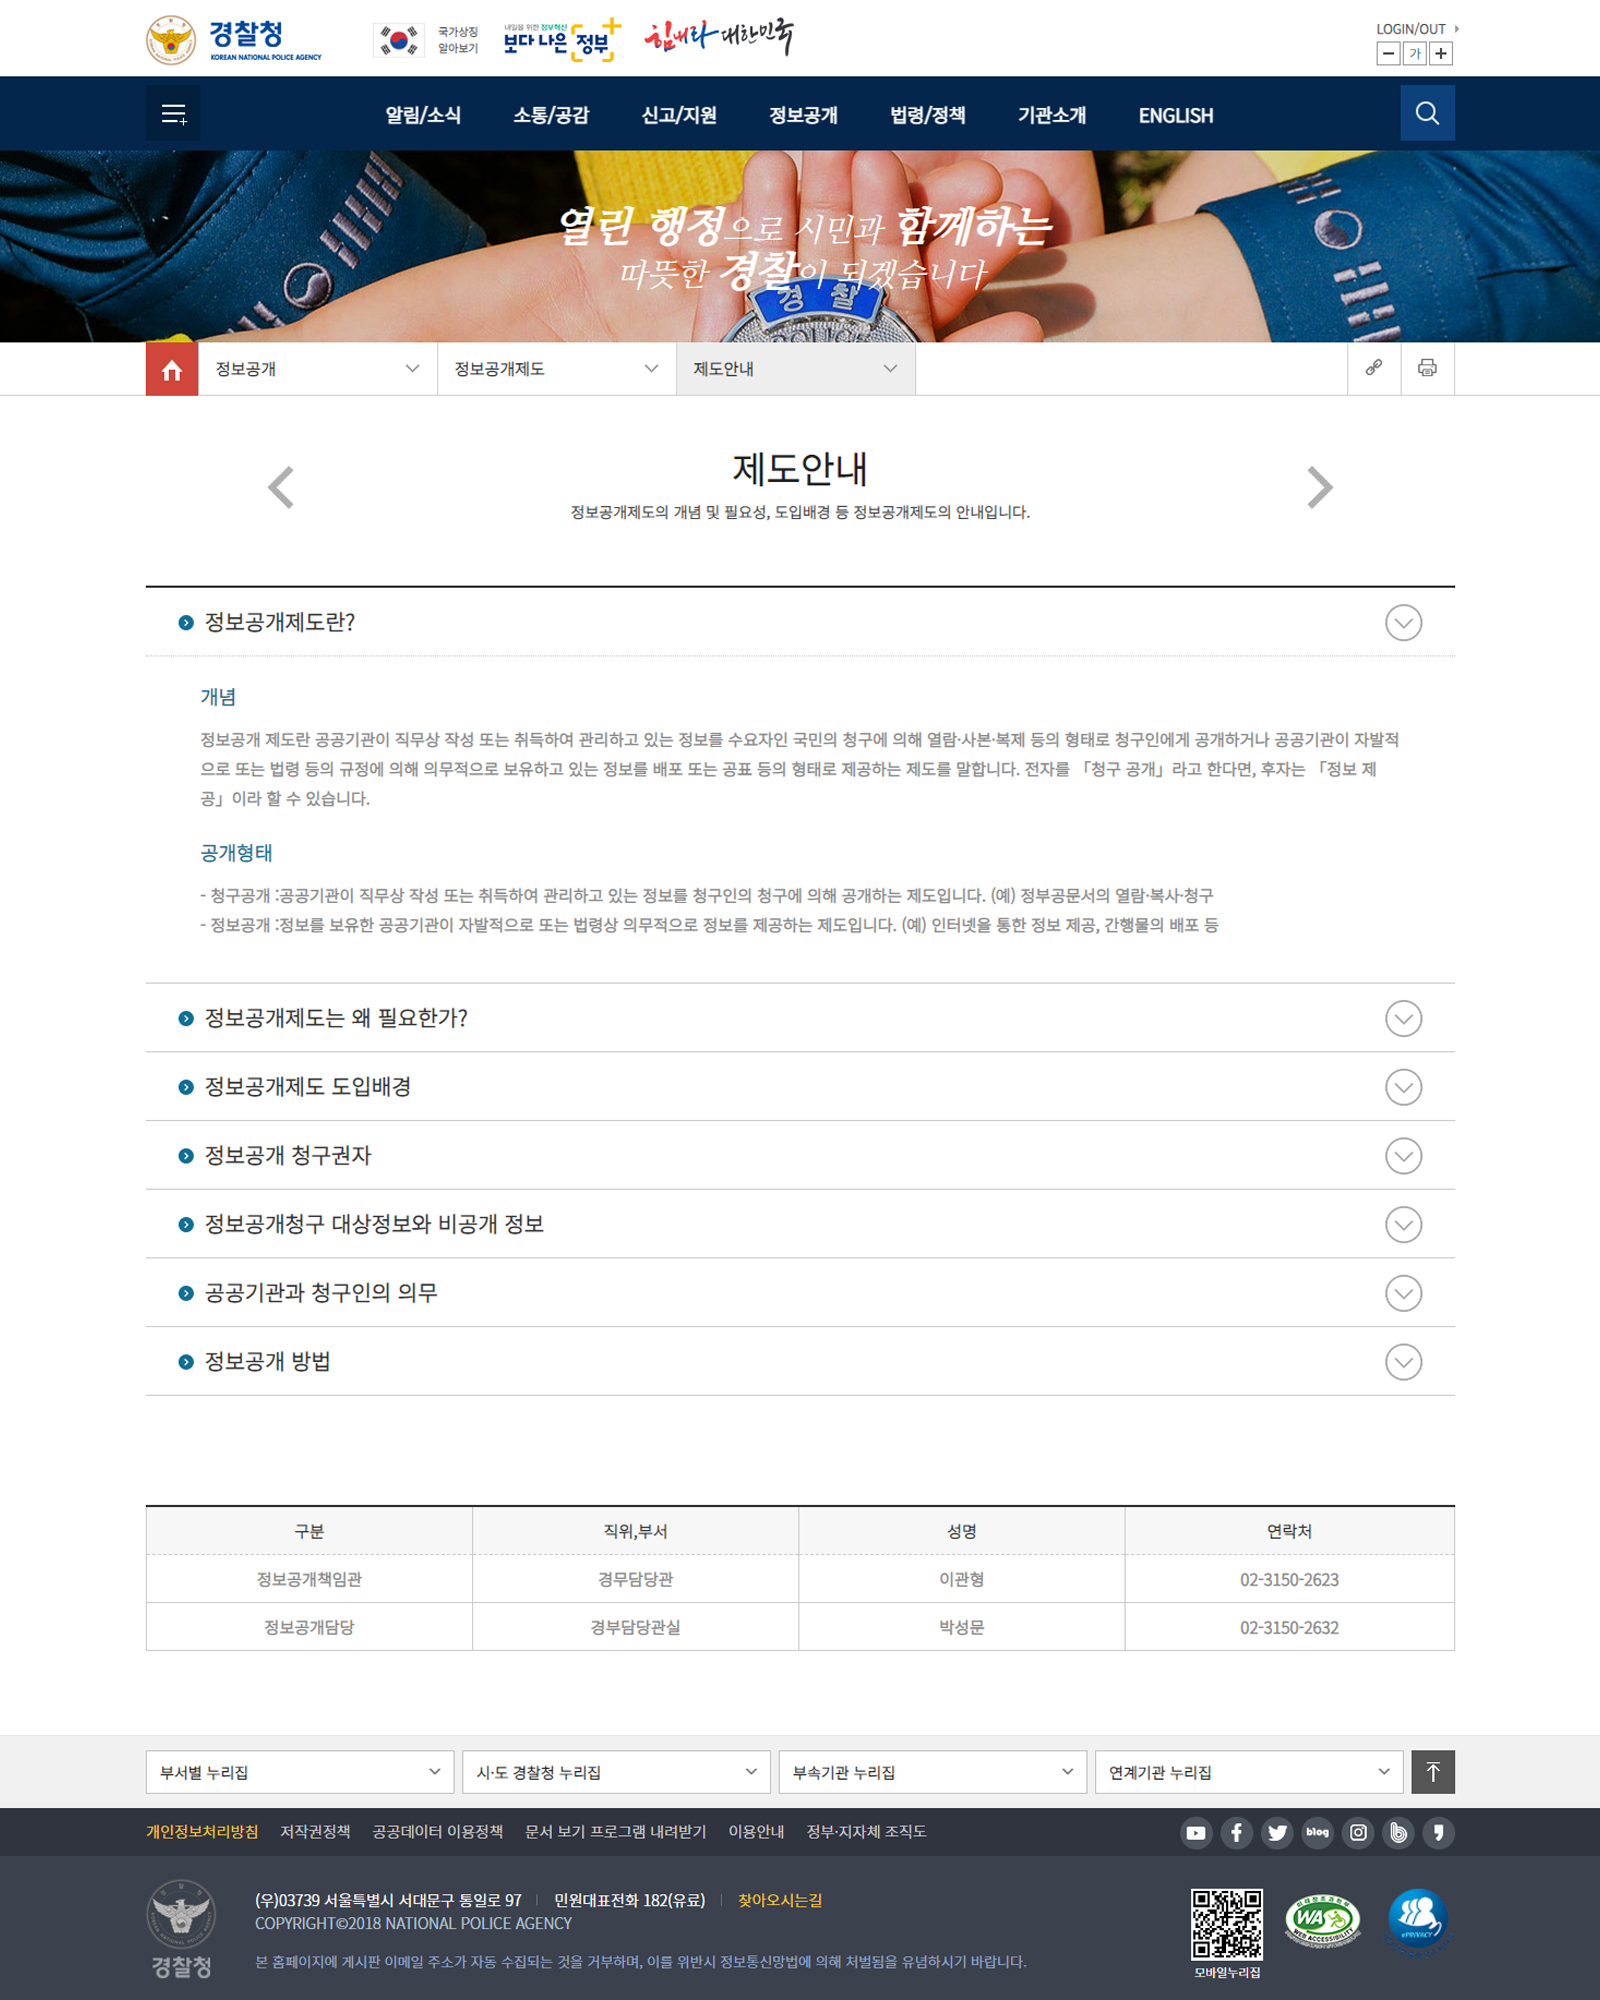 경찰청
KOREAN NATIONAL POLICE AGENCY
국가상징
알아보기
내일을 위한 정부혁신
보다 나은 정부
힘내라 대한민국
LOGIN/OUT
가
알림/소식 소통/공감 신고/지원 정보공개 법령/정책 기관소개 ENGLISH
열린 행정으로 시민과 함께하는
따뜻한 경찰이 되겠습니다
경찰
정보공개 정보공개제도 제도안내
제도안내
정보공개제도의 개념 및 필요성, 도입배경 등 정보공개제도의 안내입니다.
정보공개제도란?
개념
정보공개 제도란 공공기관이 직무상 작성 또는 취득하여 관리하고 있는 정보를 수요자인 국민의 청구에 의해 열람·사본·복제 등의 형태로 청구인에게 공개하거나 공공기관이 자발적
으로 또는 법령 등의 규정에 의해 의무적으로 보유하고 있는 정보를 배포 또는 공표 등의 형태로 제공하는 제도를 말합니다. 전자를 「청구 공개」라고 한다면, 후자는 「정보 제
공」이라 할 수 있습니다.
공개형태
- 청구공개 :공공기관이 직무상 작성 또는 취득하여 관리하고 있는 정보를 청구인의 청구에 의해 공개하는 제도입니다. (예) 정부공문서의 열람·복사·청구
- 정보공개 :정보를 보유한 공공기관이 자발적으로 또는 법령상 의무적으로 정보를 제공하는 제도입니다. (예) 인터넷을 통한 정보 제공, 간행물의 배포 등
정보공개제도는 왜 필요한가?
정보공개제도 도입배경
정보공개 청구권자
정보공개청구 대상정보와 비공개 정보
공공기관과 청구인의 의무
정보공개 방법
구분 직위,부서 성명 연락처
정보공개책임관 경무담당관 이관형 02-3150-2623
정보공개담당 경부담당관실 박성문 02-3150-2632
부서별 누리집 시·도 경찰청 누리집 부속기관 누리집 연계기관 누리집
개인정보처리방침 저작권정책 공공데이터 이용정책 문서 보기 프로그램 내려받기 이용안내 정부·지자체 조직도
blog
(우)03739 서울특별시 서대문구 통일로 97 민원대표전화 182(유료) 찾아오시는길
COPYRIGHT©2018 NATIONAL POLICE AGENCY
본 홈페이지에 게시판 이메일 주소가 자동 수집되는 것을 거부하며, 이를 위반시 정보통신망법에 의해 처벌됨을 유념하시기 바랍니다.
경찰청
모바일누리집
WA
WEB ACCESSIBILITY
ePRIVACY